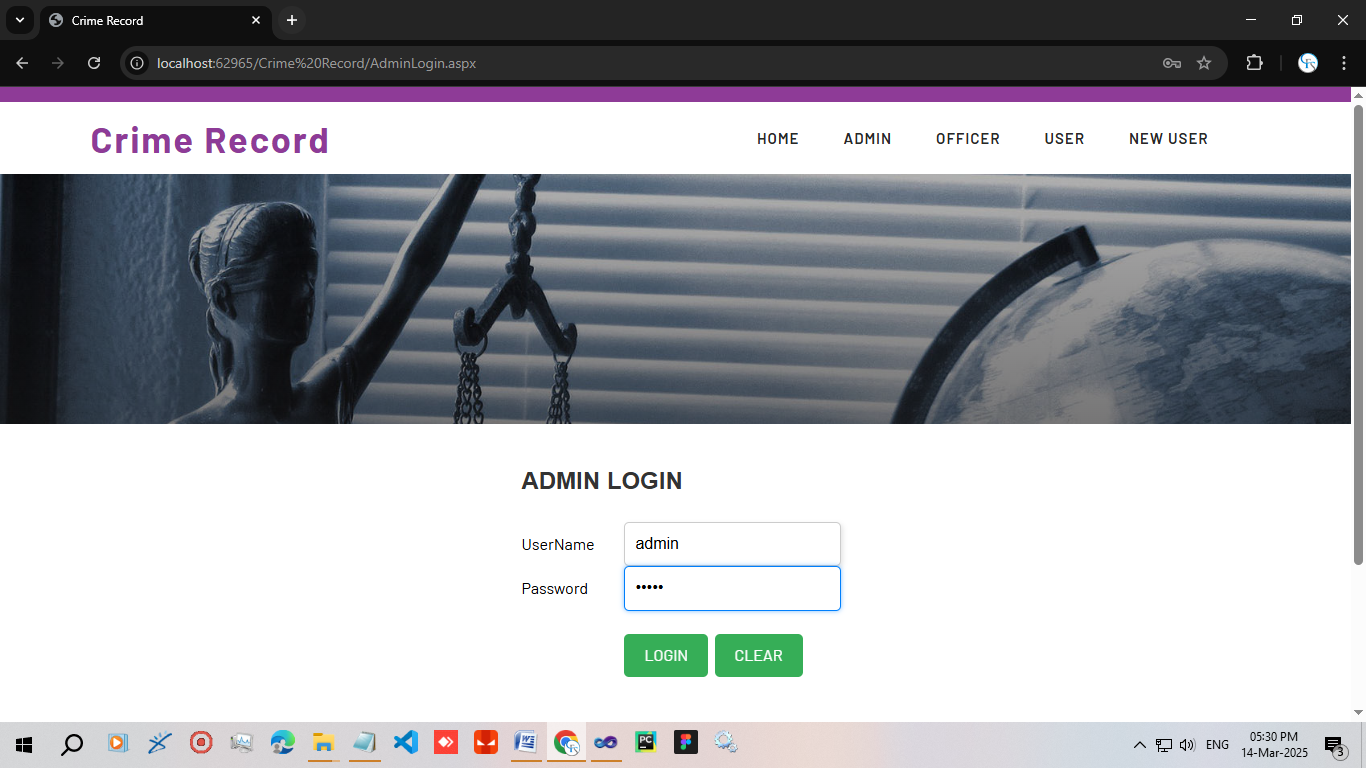 Crime Record
localhost:62965/Crime%20Record/AdminLogin.aspx
Crime Record
HOME ADMIN OFFICER USER NEW USER
ADMIN LOGIN
UserName admin
Password •••••
LOGIN CLEAR
ENG
05:30 PM
14-Mar-2025
3